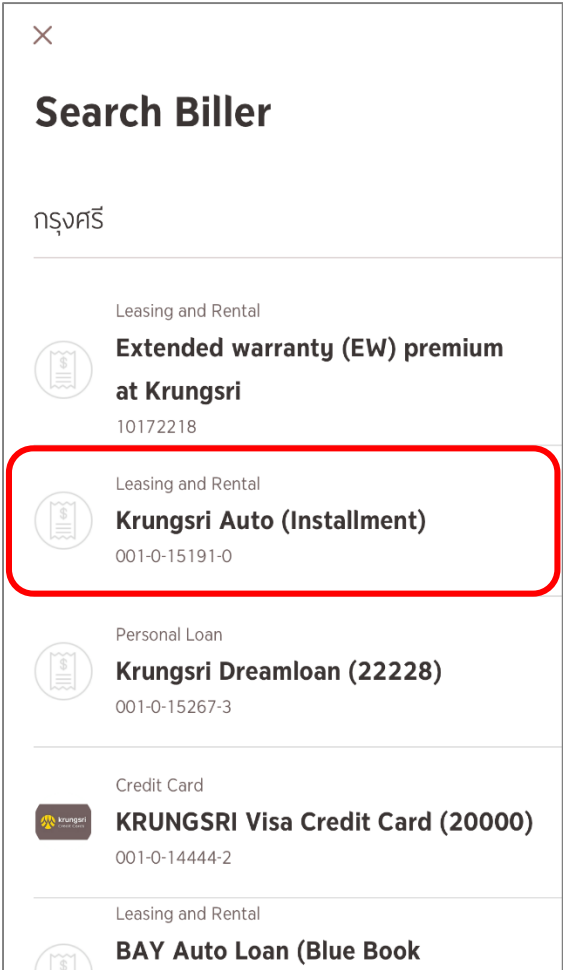 Search Biller
กรุงศรี
Leasing and Rental
Extended warranty (EW) premium
at Krungsri
10172218
Leasing and Rental
Krungsri Auto (Installment)
001-0-15191-0
Personal Loan
Krungsri Dreamloan (22228)
001-0-15267-3
Credit Card
krungsri
KRUNGSRI Visa Credit Card (20000)
001-0-14444-2
Leasing and Rental
BAY Auto Loan (Blue Book